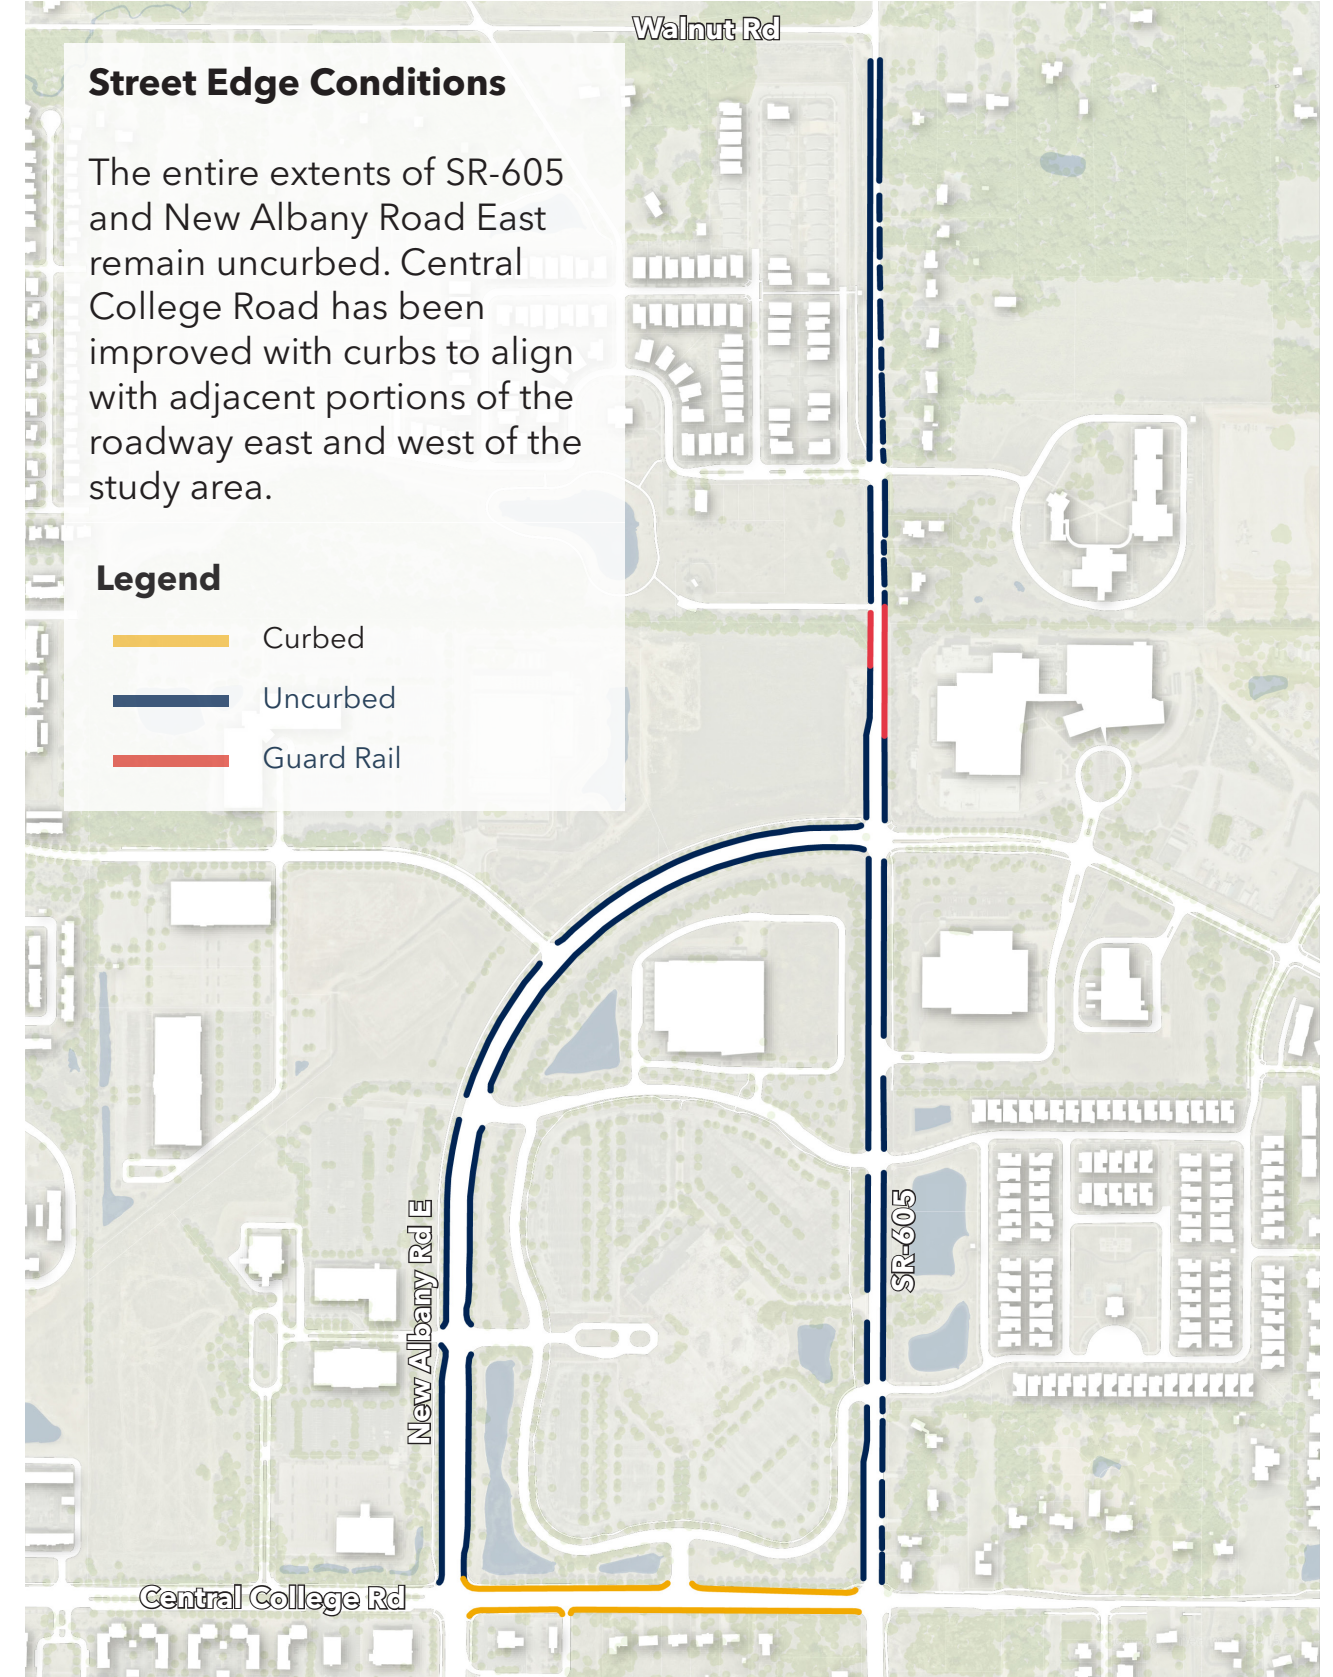 Walnut Rd
Street Edge Conditions
The entire extents of SR-605
and New Albany Road East
remain uncurbed. Central
College Road has been
improved with curbs to align
with adjacent portions of the
roadway east and west of the
study area.
Legend
Curbed
Uncurbed
Guard Rail
New Albany Rd E
SR-605
Central College Rd